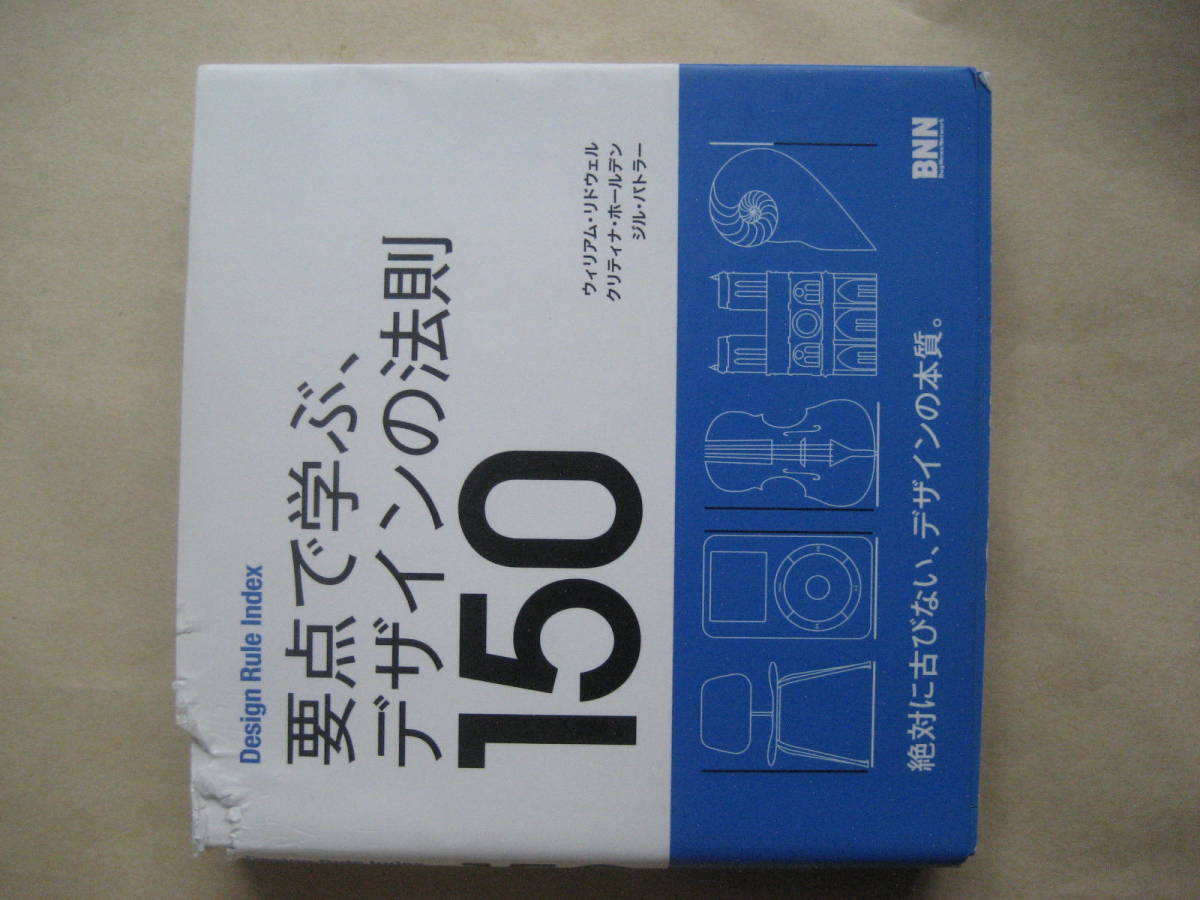 Design Rule Index
要点で学ぶ、
デザインの法則
150
ウィリアム・リドウェル
クリティナ・ホールデン
ジル・バトラー
絶対に古びない、デザインの本質。
BNN